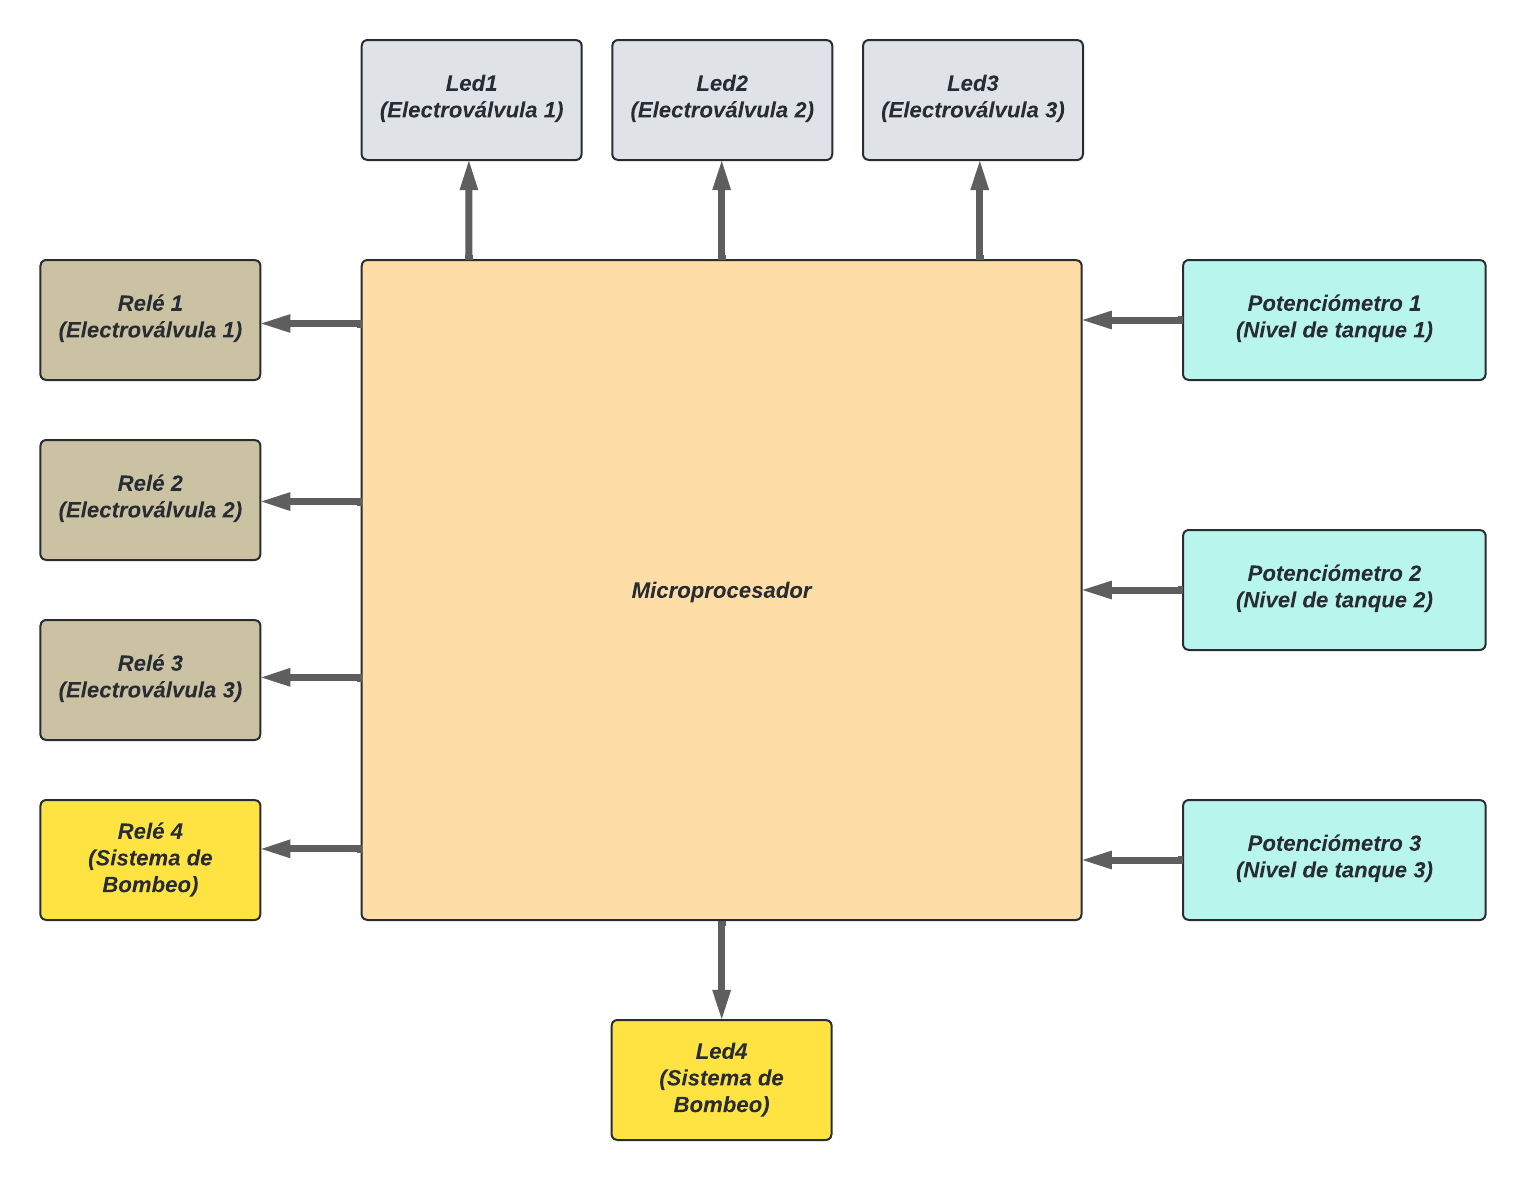 Led1
(Electroválvula 1)
Led2
(Electroválvula 2)
Led3
(Electroválvula 3)
Relé 1
(Electroválvula 1)
Relé 2
(Electroválvula 2)
Relé 3
(Electroválvula 3)
Relé 4
(Sistema de
Bombeo)
Microprocesador
Potenciómetro 1
(Nivel de tanque 1)
Potenciómetro 2
(Nivel de tanque 2)
Potenciómetro 3
(Nivel de tanque 3)
Led4
(Sistema de
Bombeo)